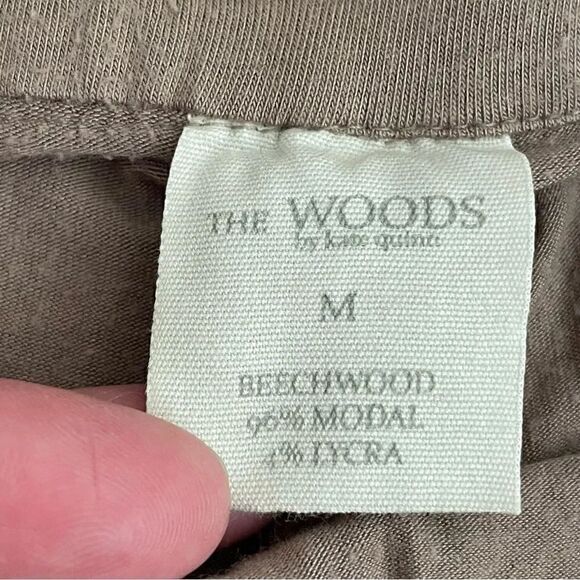 THE WOODS
by kate quinn
M
BEECHWOOD
96% MODAL
4% LYCRA